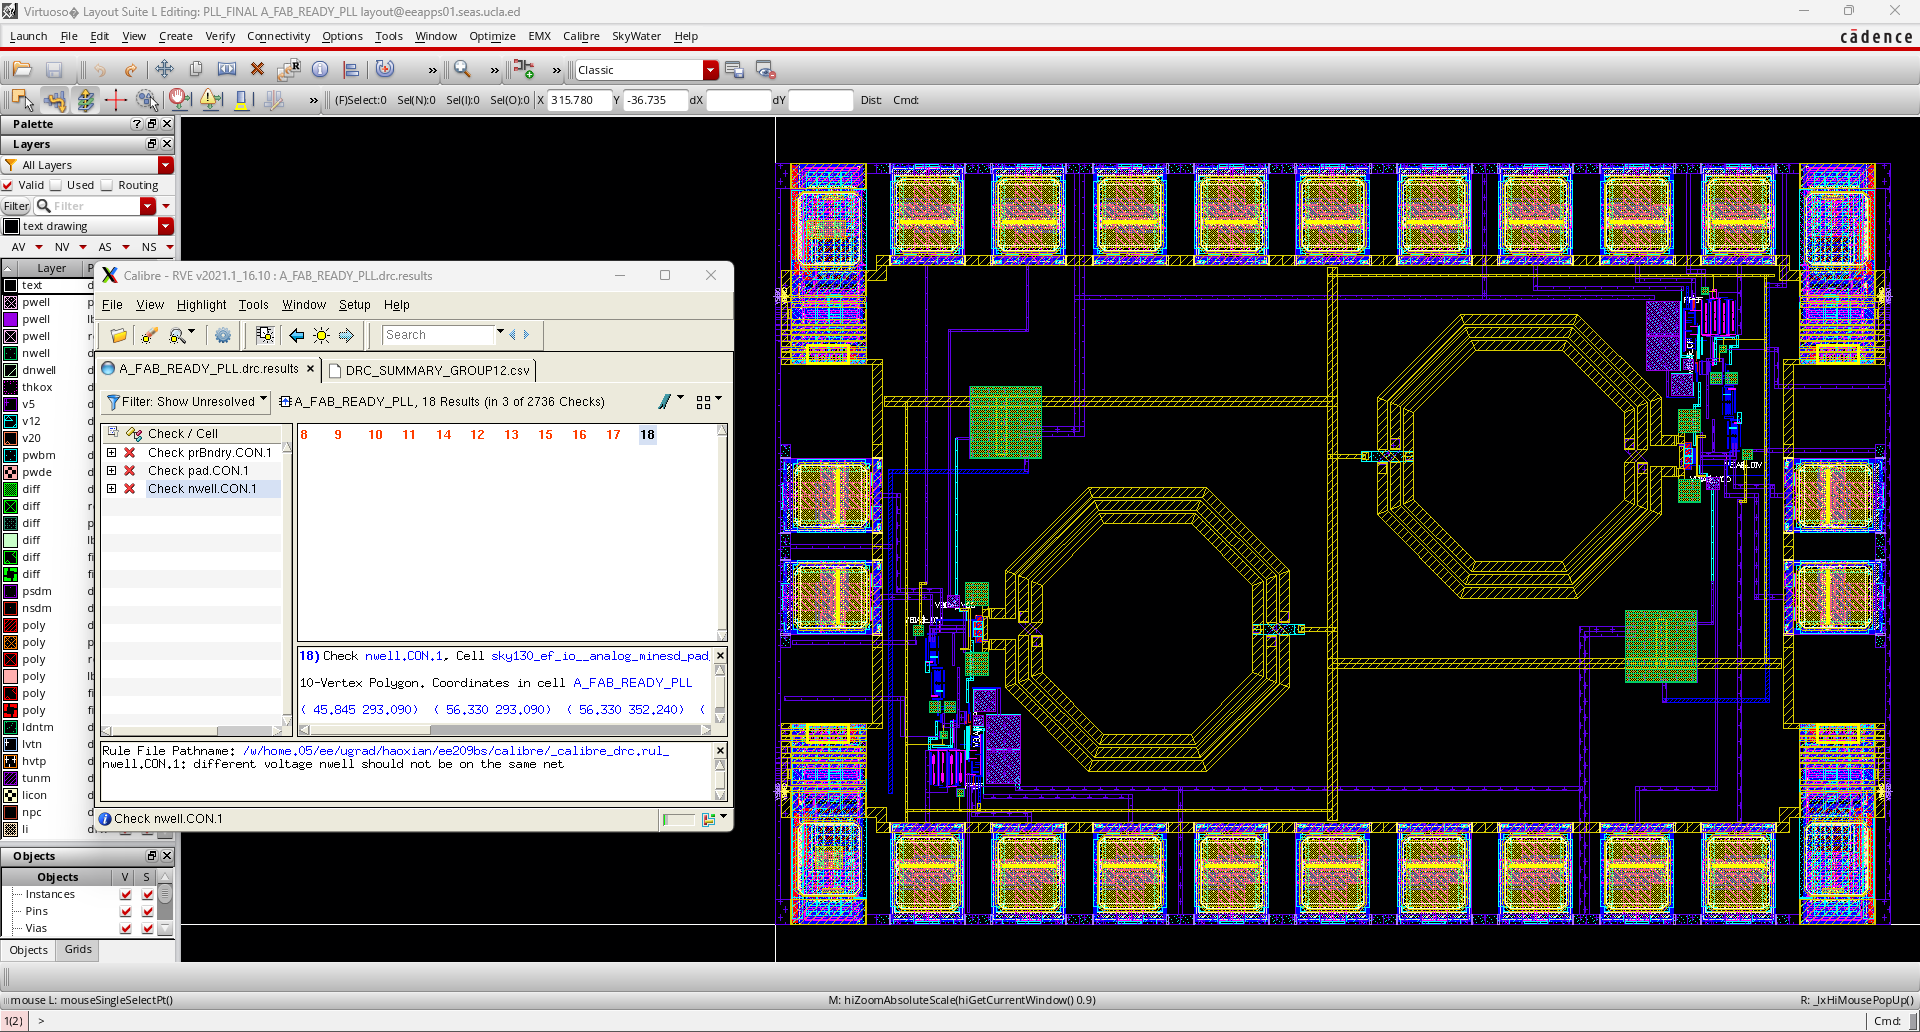 Virtuoso® Layout Suite L Editing: PLL_FINAL A_FAB_READY_PLL layout@eeapps01.seas.ucla.ed
Launch File Edit View Create Verify Connectivity Options Tools Window Optimize EMX Calibre SkyWater Help
cādence
» » » Classic
» (F)Select:0 Sel(N):0 Sel(I):0 Sel(O):0 X 315.780 Y -36.735 dX dY Dist: Cmd:
Palette
Layers
All Layers
Valid Used Routing
Filter Filter
text drawing
AV NV AS NS
Layer P
text d
pwell p
pwell lb
pwell r
nwell d
dnwell d
thkox d
v5 d
v12 d
v20 d
pwbm d
pwde d
diff d
diff r
diff p
diff lb
diff fi
diff fi
psdm d
nsdm d
poly d
poly p
poly r
poly lb
poly fi
poly fi
ldntm d
lvtn d
hvtp d
tunm d
licon d
npc d
li
Calibre - RVE v2021.1_16.10 : A_FAB_READY_PLL.drc.results
File View Highlight Tools Window Setup Help
Search
A_FAB_READY_PLL.drc.results DRC_SUMMARY_GROUP12.csv
Filter: Show Unresolved A_FAB_READY_PLL, 18 Results (in 3 of 2736 Checks)
Check / Cell
8 9 10 11 14 12 13 15 16 17 18
Check prBndry.CON.1
Check pad.CON.1
Check nwell.CON.1
18) Check nwell.CON.1, Cell sky130_ef_io__analog_minesd_pad
10-Vertex Polygon. Coordinates in cell A_FAB_READY_PLL
( 45.845 293.090) ( 56.330 293.090) ( 56.330 352.240) (
Rule File Pathname: /w/home.05/ee/ugrad/haoxian/ee209bs/calibre/_calibre_drc.rul_
nwell.CON.1: different voltage nwell should not be on the same net
Check nwell.CON.1
Objects
Objects V S
Instances
Pins
Vias
Objects Grids
mouse L: mouseSingleSelectPt() M: hiZoomAbsoluteScale(hiGetCurrentWindow() 0.9) R: _lxHiMousePopUp()
1(2) > Cmd: